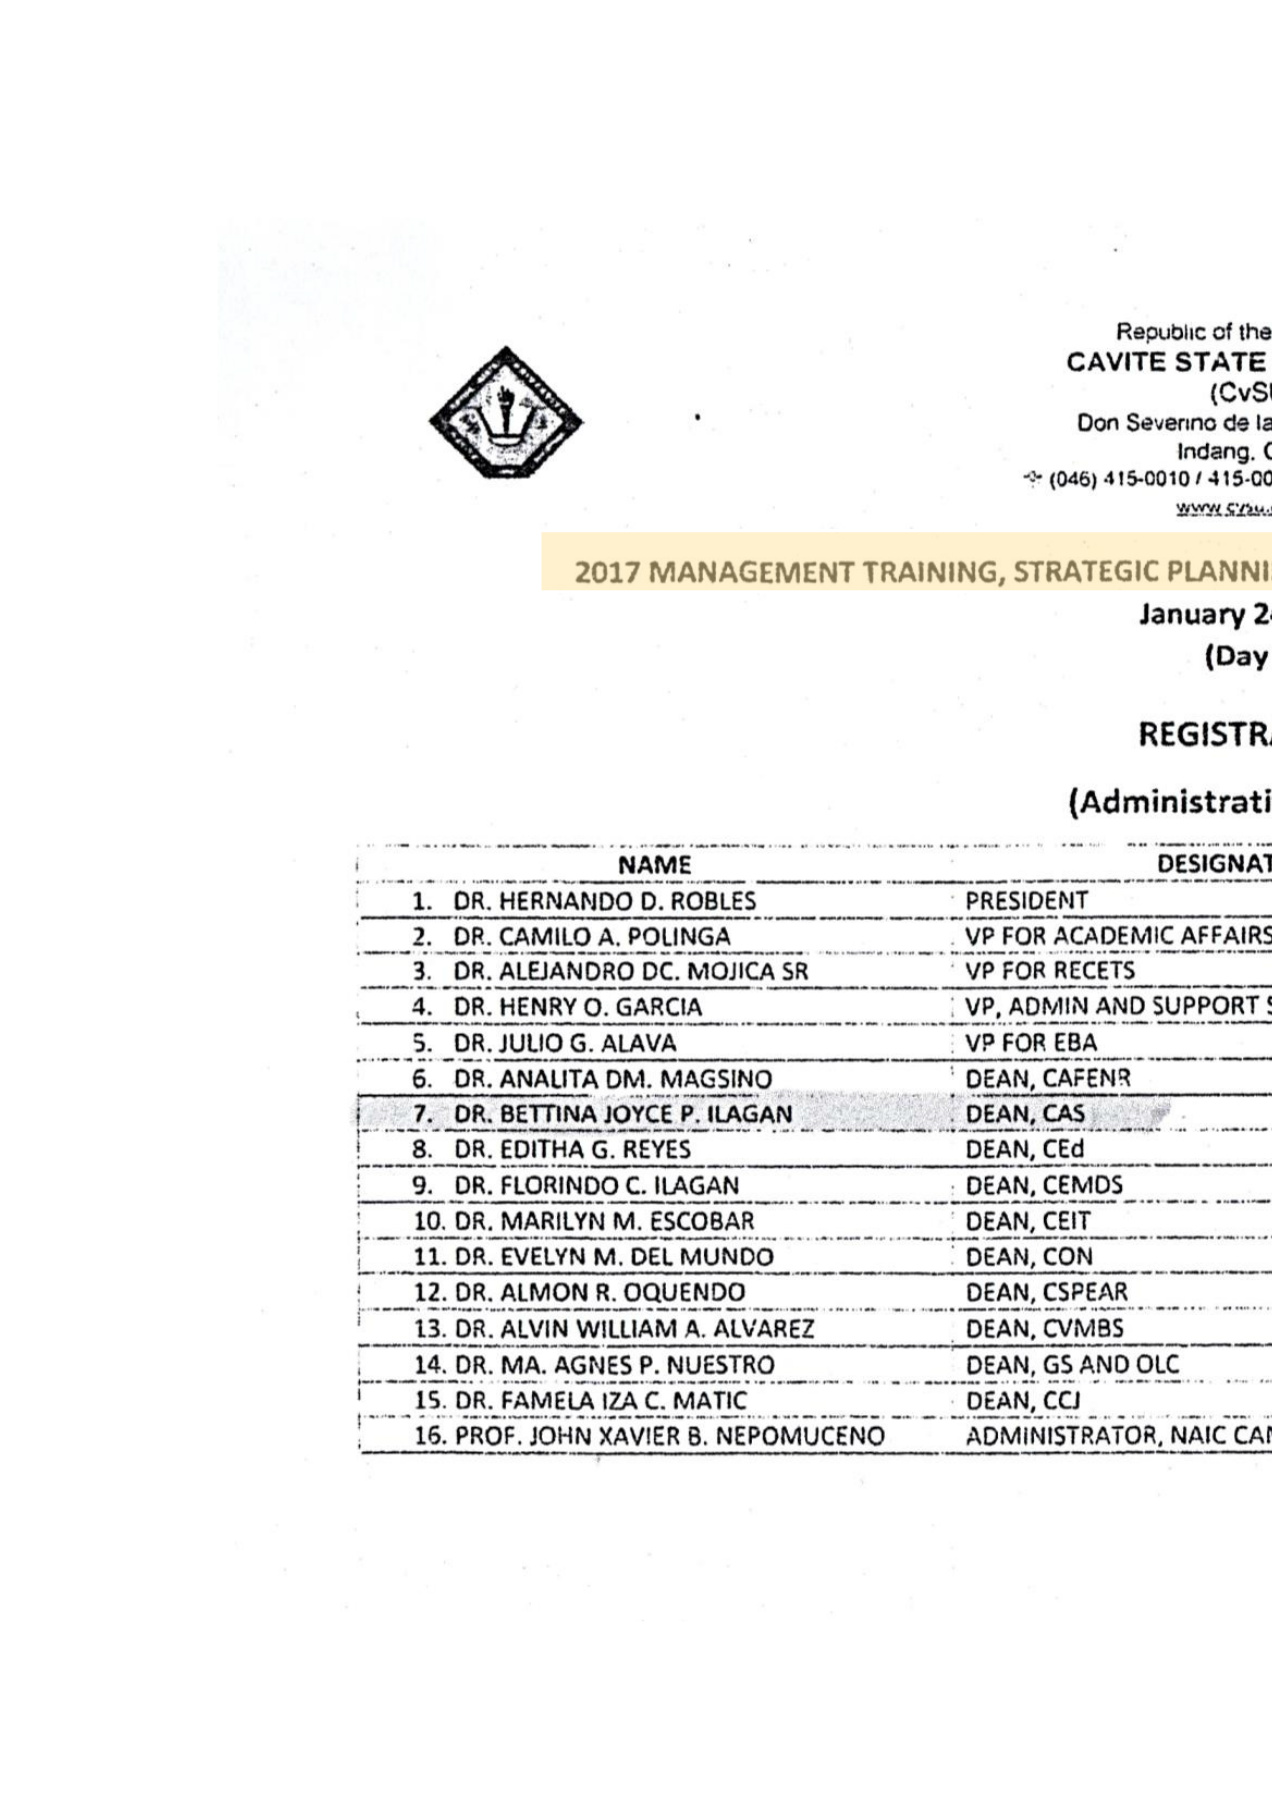 Republic of the
CAVITE STATE
(CvSU
Don Severino de la
Indang, C
(046) 415-0010 / 415-00
www.cvsu.
2017 MANAGEMENT TRAINING, STRATEGIC PLANNI
January 2
(Day
REGISTRA
(Administrati
NAME DESIGNAT
1. DR. HERNANDO D. ROBLES PRESIDENT
2. DR. CAMILO A. POLINGA VP FOR ACADEMIC AFFAIRS
3. DR. ALEJANDRO DC. MOJICA SR VP FOR RECETS
4. DR. HENRY O. GARCIA VP, ADMIN AND SUPPORT S
5. DR. JULIO G. ALAVA VP FOR EBA
6. DR. ANALITA DM. MAGSINO DEAN, CAFENR
7. DR. BETTINA JOYCE P. ILAGAN DEAN, CAS
8. DR. EDITHA G. REYES DEAN, CEd
9. DR. FLORINDO C. ILAGAN DEAN, CEMDS
10. DR. MARILYN M. ESCOBAR DEAN, CEIT
11. DR. EVELYN M. DEL MUNDO DEAN, CON
12. DR. ALMON R. OQUENDO DEAN, CSPEAR
13. DR. ALVIN WILLIAM A. ALVAREZ DEAN, CVMBS
14. DR. MA. AGNES P. NUESTRO DEAN, GS AND OLC
15. DR. FAMELA IZA C. MATIC DEAN, CCJ
16. PROF. JOHN XAVIER B. NEPOMUCENO ADMINISTRATOR, NAIC CAM